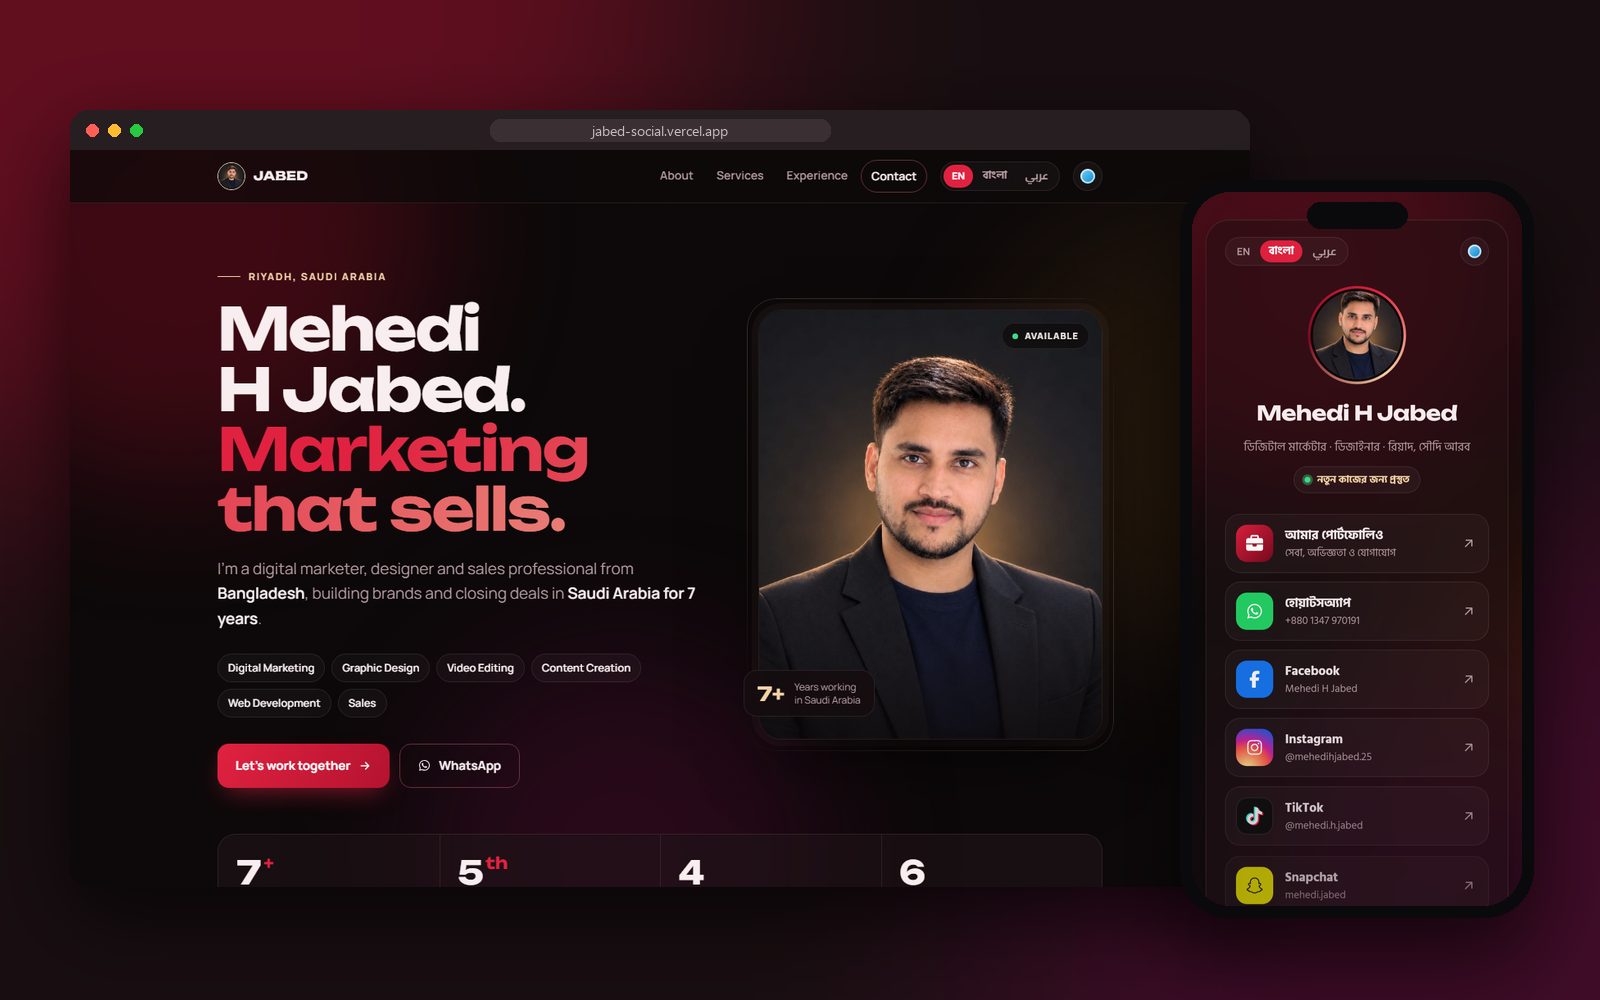 jabed-social.vercel.app
JABED
About Services Experience Contact EN বাংলা عربي
RIYADH, SAUDI ARABIA
Mehedi
H Jabed.
Marketing
that sells.
I'm a digital marketer, designer and sales professional from
Bangladesh, building brands and closing deals in Saudi Arabia for 7
years.
Digital Marketing Graphic Design Video Editing Content Creation
Web Development Sales
Let's work together → WhatsApp
AVAILABLE
7+ Years working
in Saudi Arabia
7+ 5th 4 6
EN বাংলা عربي
Mehedi H Jabed
ডিজিটাল মার্কেটার · ডিজাইনার · রিয়াদ, সৌদি আরব
নতুন কাজের জন্য প্রস্তুত
আমার পোর্টফোলিও
সেবা, অভিজ্ঞতা ও যোগাযোগ
হোয়াটসঅ্যাপ
+880 1347 970191
Facebook
Mehedi H Jabed
Instagram
@mehedihjabed.25
TikTok
@mehedi.h.jabed
Snapchat
mehedi.jabed